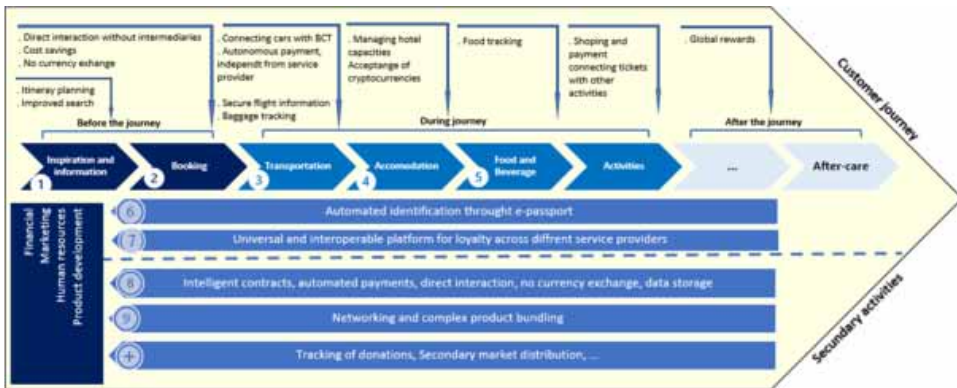 . Direct interaction without intermediaries
. Cost savings
. No currency exhange
. Itineray planning
. Improved search
. Connecting cars with BCT
. Autonomous payment,
independt from service
provider
. Secure flight information
. Baggage tracking
. Managing hotel
capacities
Acceptange of
cryptocurrencies
. Food tracking
. Shoping and
payment
connecting tickets
with other
activities
. Global rewards
Customer journey
Before the journey
During journey
After the journey
Inspiration and
information
1
Booking
2
Transportation
3
Accomodation
4
Food and
Beverage
5
Activities
...
After-care
Financial
Marketing
Human resources
Product development
6 Automated identification throught e-passport
7 Universal and interoperable platform for loyalty across diffrent service providers
8 Intelligent contracts, automated payments, direct interaction, no currency exchange, data storage
9 Networking and complex product bundling
+ Tracking of donations, Secondary market distribution, ...
Secundary activities